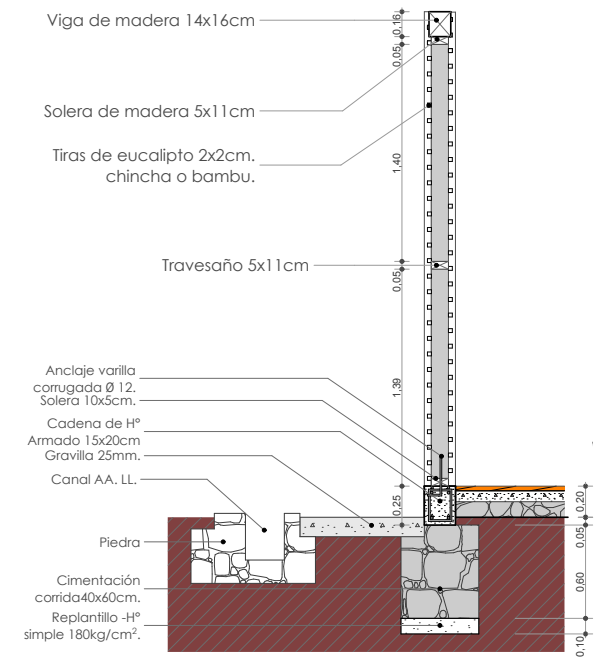 Viga de madera 14x16cm
Solera de madera 5x11cm
Tiras de eucalipto 2x2cm.
chincha o bambu.
Travesaño 5x11cm
Anclaje varilla
corrugada Ø 12.
Solera 10x5cm.
Cadena de H°
Armado 15x20cm
Gravilla 25mm.
Canal AA. LL.
Piedra
Cimentación
corrida40x60cm.
Replantillo -H°
simple 180kg/cm².
0,16
0,05
1,40
0,05
1,39
0,25
0,20
0,05
0,60
0,10